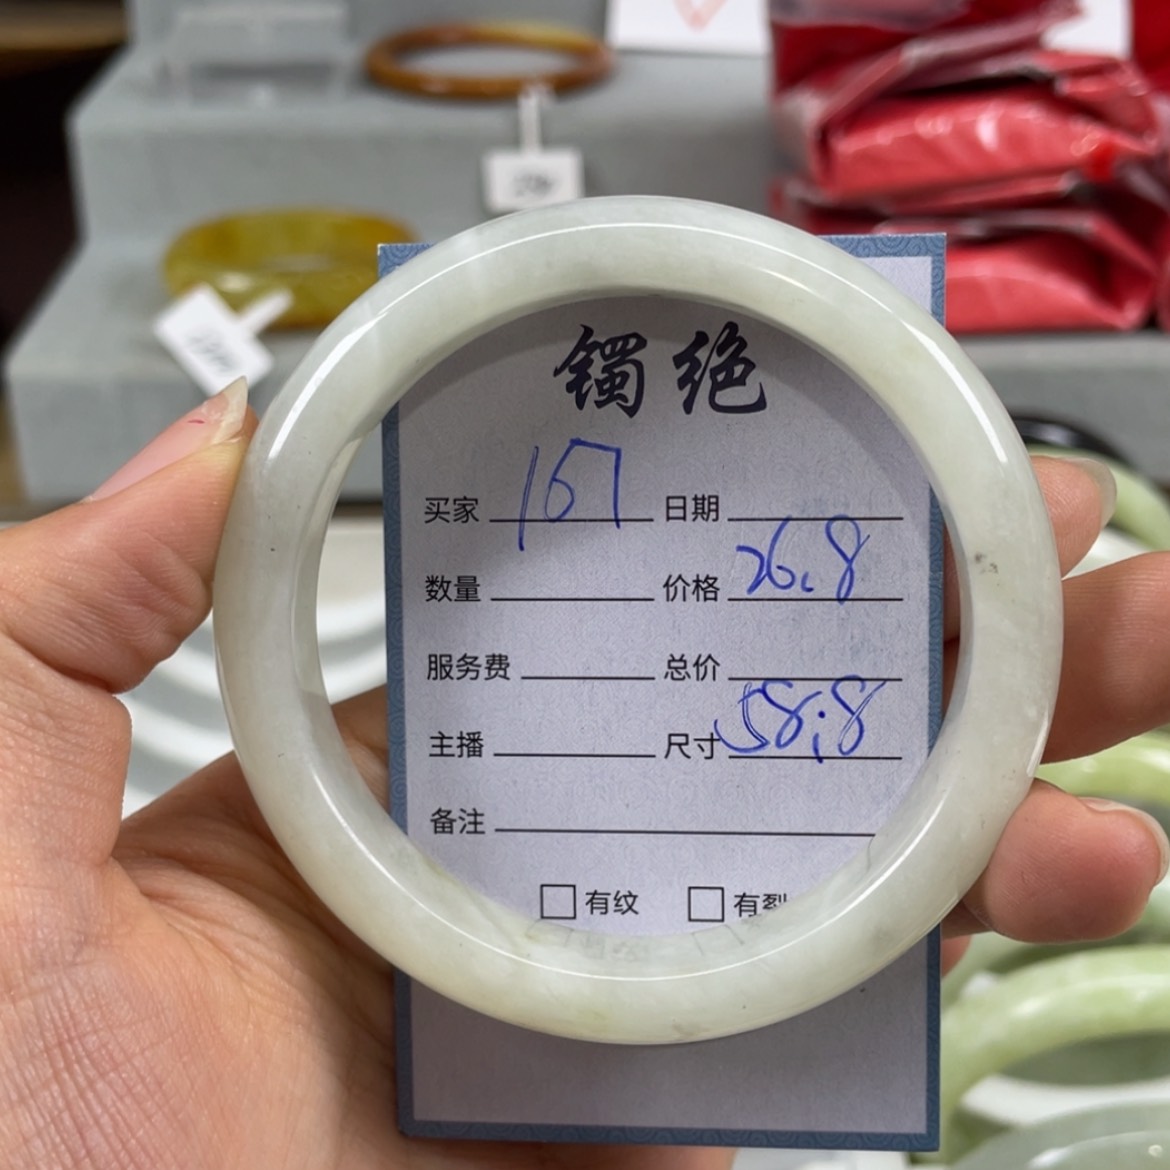 镯绝
买家 167 日期
数量 价格 26.8
服务费 总价
主播 尺寸 58.8
备注
有纹 有裂